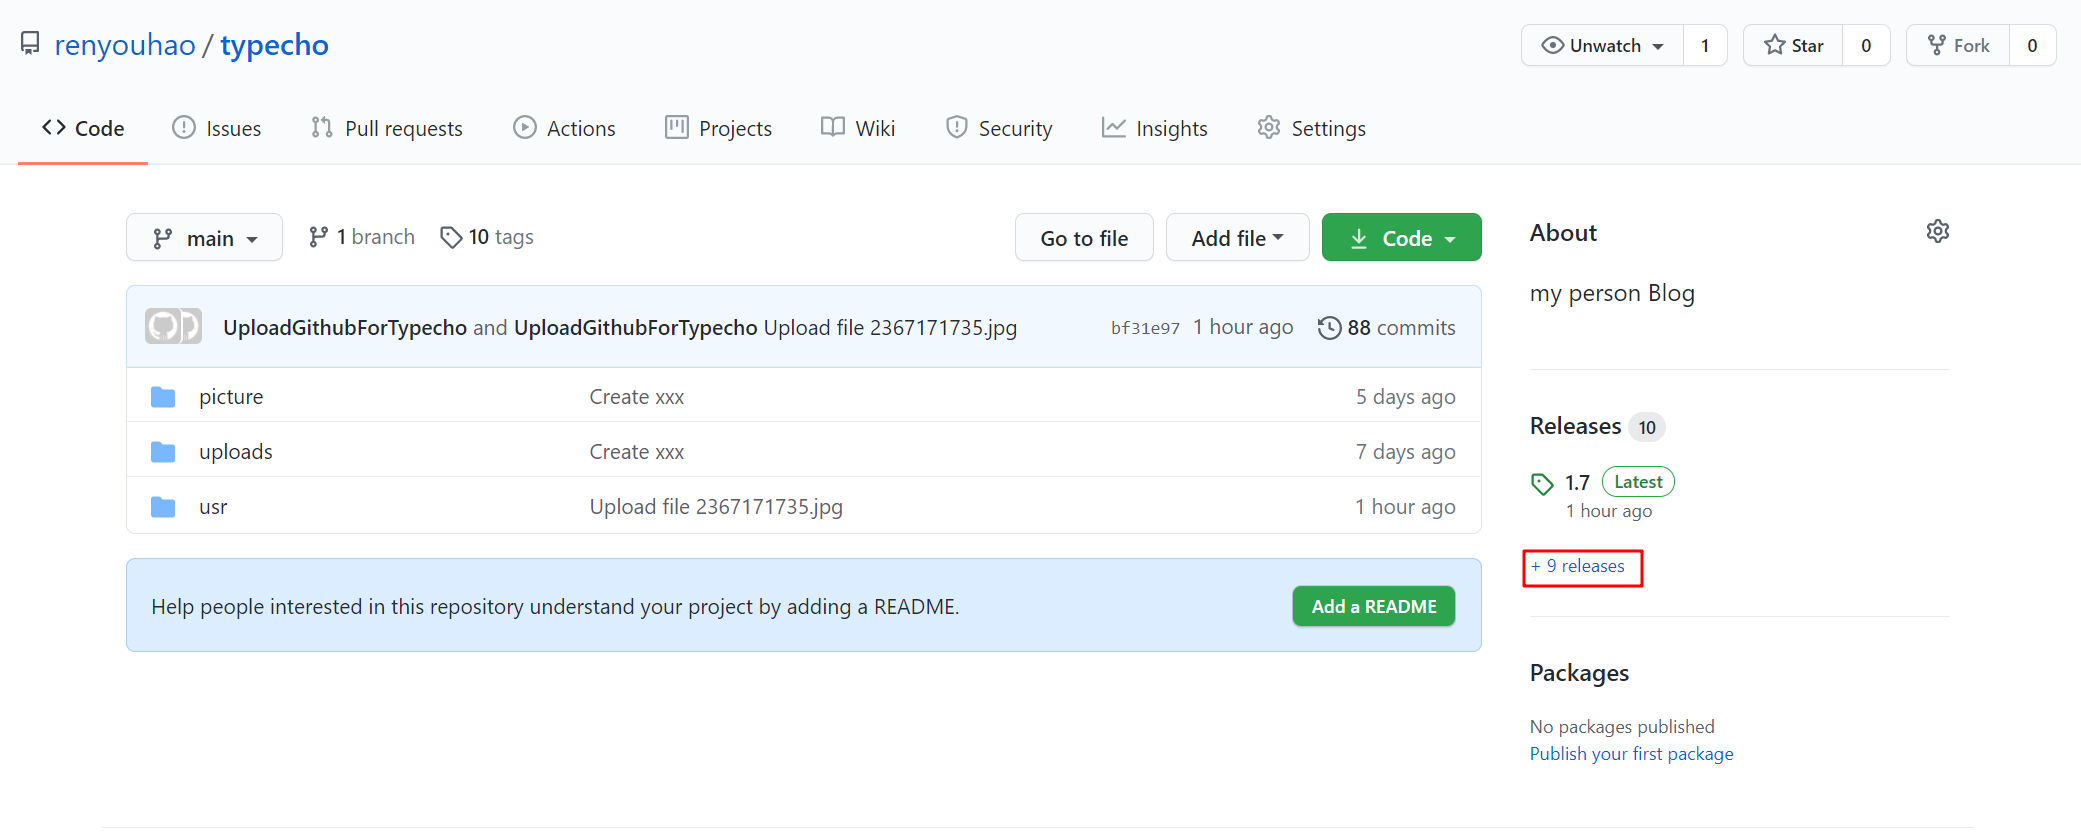 renyouhao / typecho
Unwatch 1 Star 0 Fork 0
Code Issues Pull requests Actions Projects Wiki Security Insights Settings
main 1 branch 10 tags Go to file Add file Code
UploadGithubForTypecho and UploadGithubForTypecho Upload file 2367171735.jpg bf31e97 1 hour ago 88 commits
picture Create xxx 5 days ago
uploads Create xxx 7 days ago
usr Upload file 2367171735.jpg 1 hour ago
Help people interested in this repository understand your project by adding a README. Add a README
About
my person Blog
Releases 10
1.7 Latest
1 hour ago
+ 9 releases
Packages
No packages published
Publish your first package